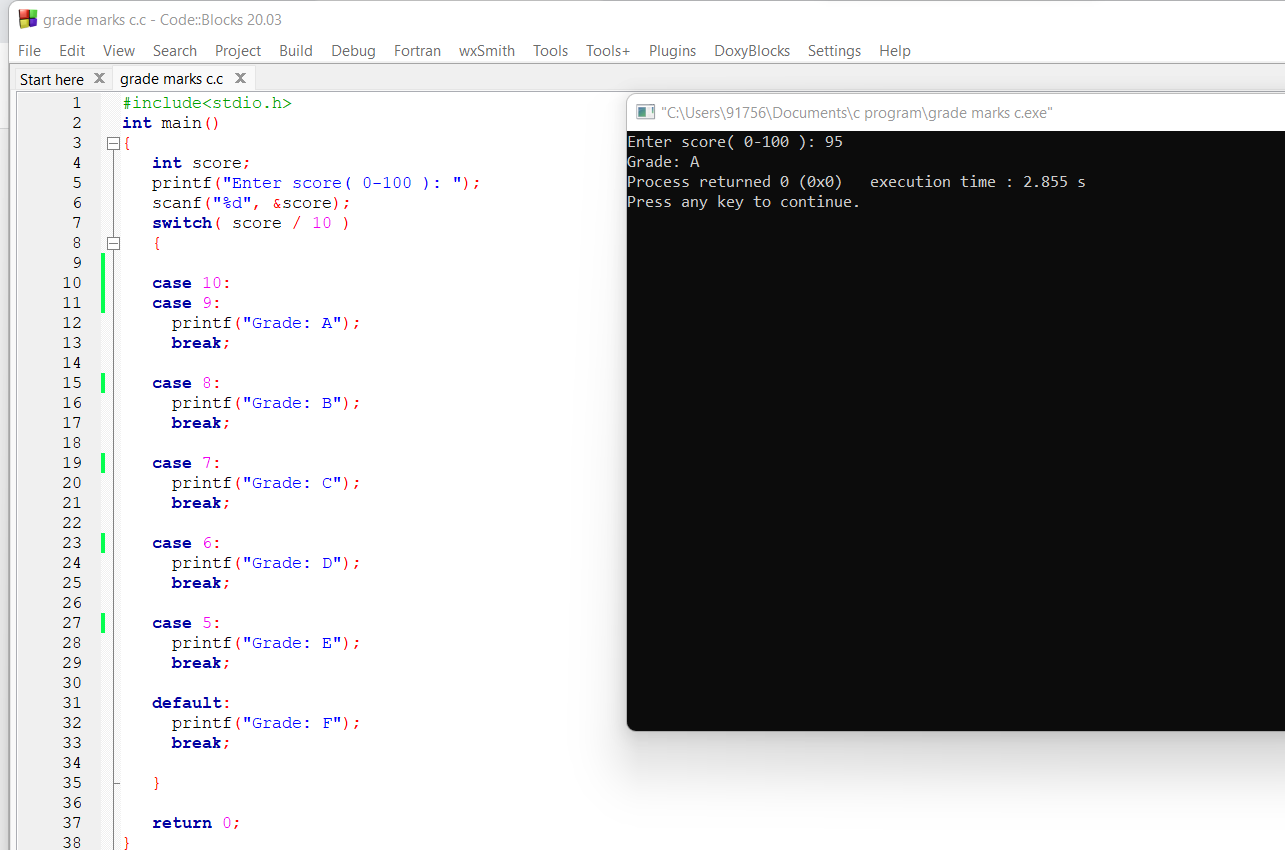 grade marks c.c - Code::Blocks 20.03
File Edit View Search Project Build Debug Fortran wxSmith Tools Tools+ Plugins DoxyBlocks Settings Help
Start here X grade marks c.c X
1 #include<stdio.h>
2 int main()
3 {
4 int score;
5 printf("Enter score( 0-100 ): ");
6 scanf("%d", &score);
7 switch( score / 10 )
8 {
9
10 case 10:
11 case 9:
12 printf("Grade: A");
13 break;
14
15 case 8:
16 printf("Grade: B");
17 break;
18
19 case 7:
20 printf("Grade: C");
21 break;
22
23 case 6:
24 printf("Grade: D");
25 break;
26
27 case 5:
28 printf("Grade: E");
29 break;
30
31 default:
32 printf("Grade: F");
33 break;
34
35 }
36
37 return 0;
38 }
"C:\Users\91756\Documents\c program\grade marks c.exe"
Enter score( 0-100 ): 95
Grade: A
Process returned 0 (0x0) execution time : 2.855 s
Press any key to continue.